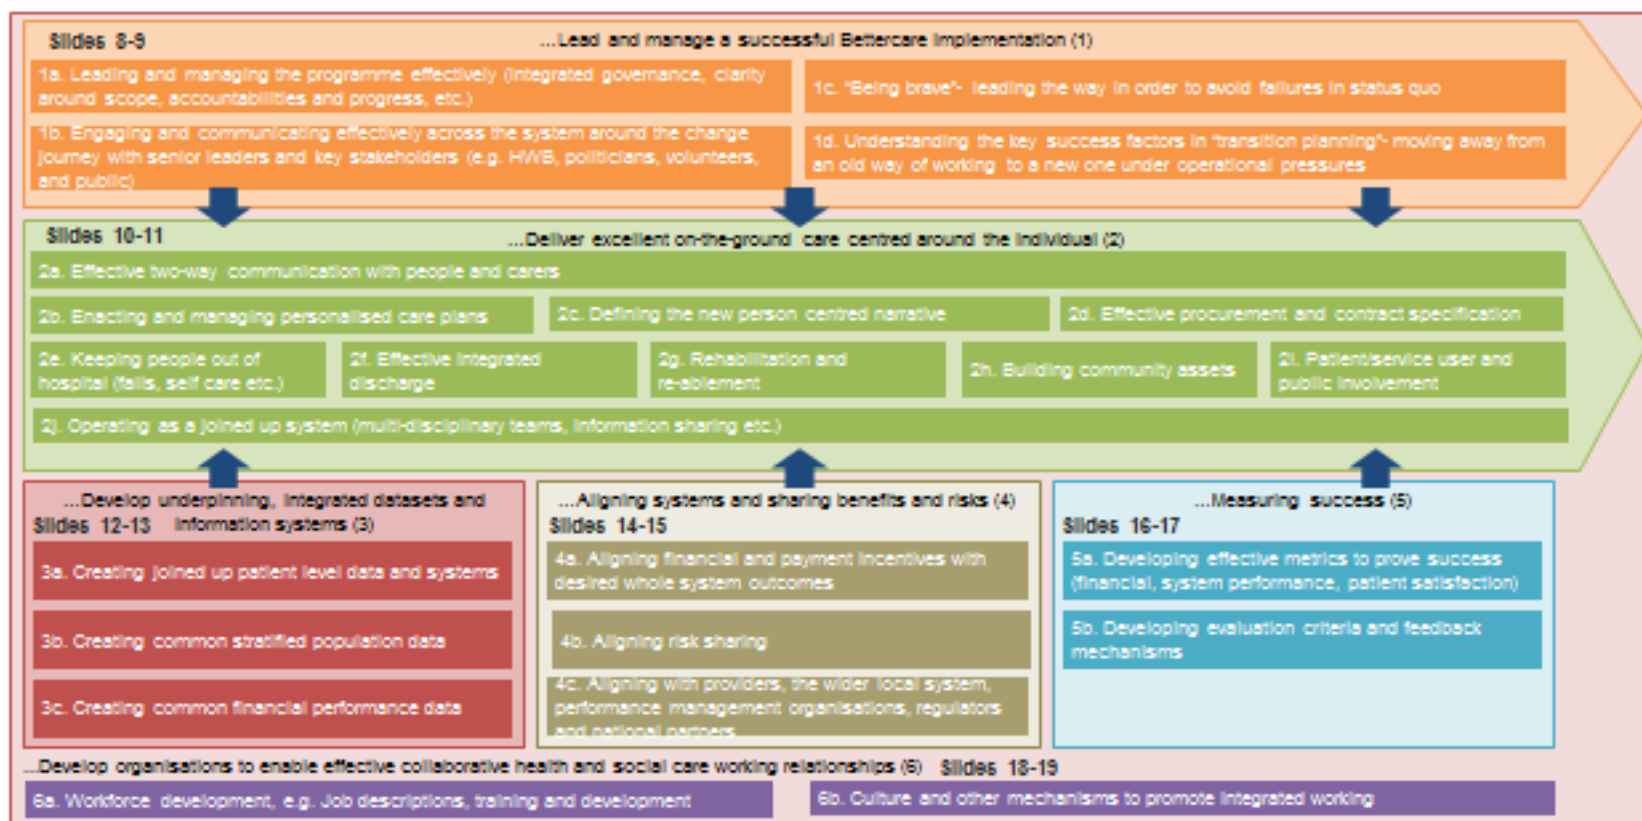 Slides 8-9
...Lead and manage a successful Bettercare implementation (1)
1a. Leading and managing the programme effectively (integrated governance, clarity
around scope, accountabilities and progress, etc.)
1c. "Being brave"- leading the way in order to avoid failures in status quo
1b. Engaging and communicating effectively across the system around the change
journey with senior leaders and key stakeholders (e.g. HWB, politicians, volunteers,
and public)
1d. Understanding the key success factors in "transition planning"- moving away from
an old way of working to a new one under operational pressures
Slides 10-11
...Deliver excellent on-the-ground care centred around the individual (2)
2a. Effective two-way communication with people and carers
2b. Enacting and managing personalised care plans
2c. Defining the new person centred narrative
2d. Effective procurement and contract specification
2e. Keeping people out of
hospital (falls, self care etc.)
2f. Effective integrated
discharge
2g. Rehabilitation and
re-ablement
2h. Building community assets
2i. Patient/service user and
public involvement
2j. Operating as a joined up system (multi-disciplinary teams, information sharing etc.)
...Develop underpinning, integrated datasets and
information systems (3)
Slides 12-13
3a. Creating joined up patient level data and systems
3b. Creating common stratified population data
3c. Creating common financial performance data
...Aligning systems and sharing benefits and risks (4)
Slides 14-15
4a. Aligning financial and payment incentives with
desired whole system outcomes
4b. Aligning risk sharing
4c. Aligning with providers, the wider local system,
performance management organisations, regulators
and national partners
...Measuring success (5)
Slides 16-17
5a. Developing effective metrics to prove success
(financial, system performance, patient satisfaction)
5b. Developing evaluation criteria and feedback
mechanisms
...Develop organisations to enable effective collaborative health and social care working relationships (6)
Slides 18-19
6a. Workforce development, e.g. Job descriptions, training and development
6b. Culture and other mechanisms to promote integrated working